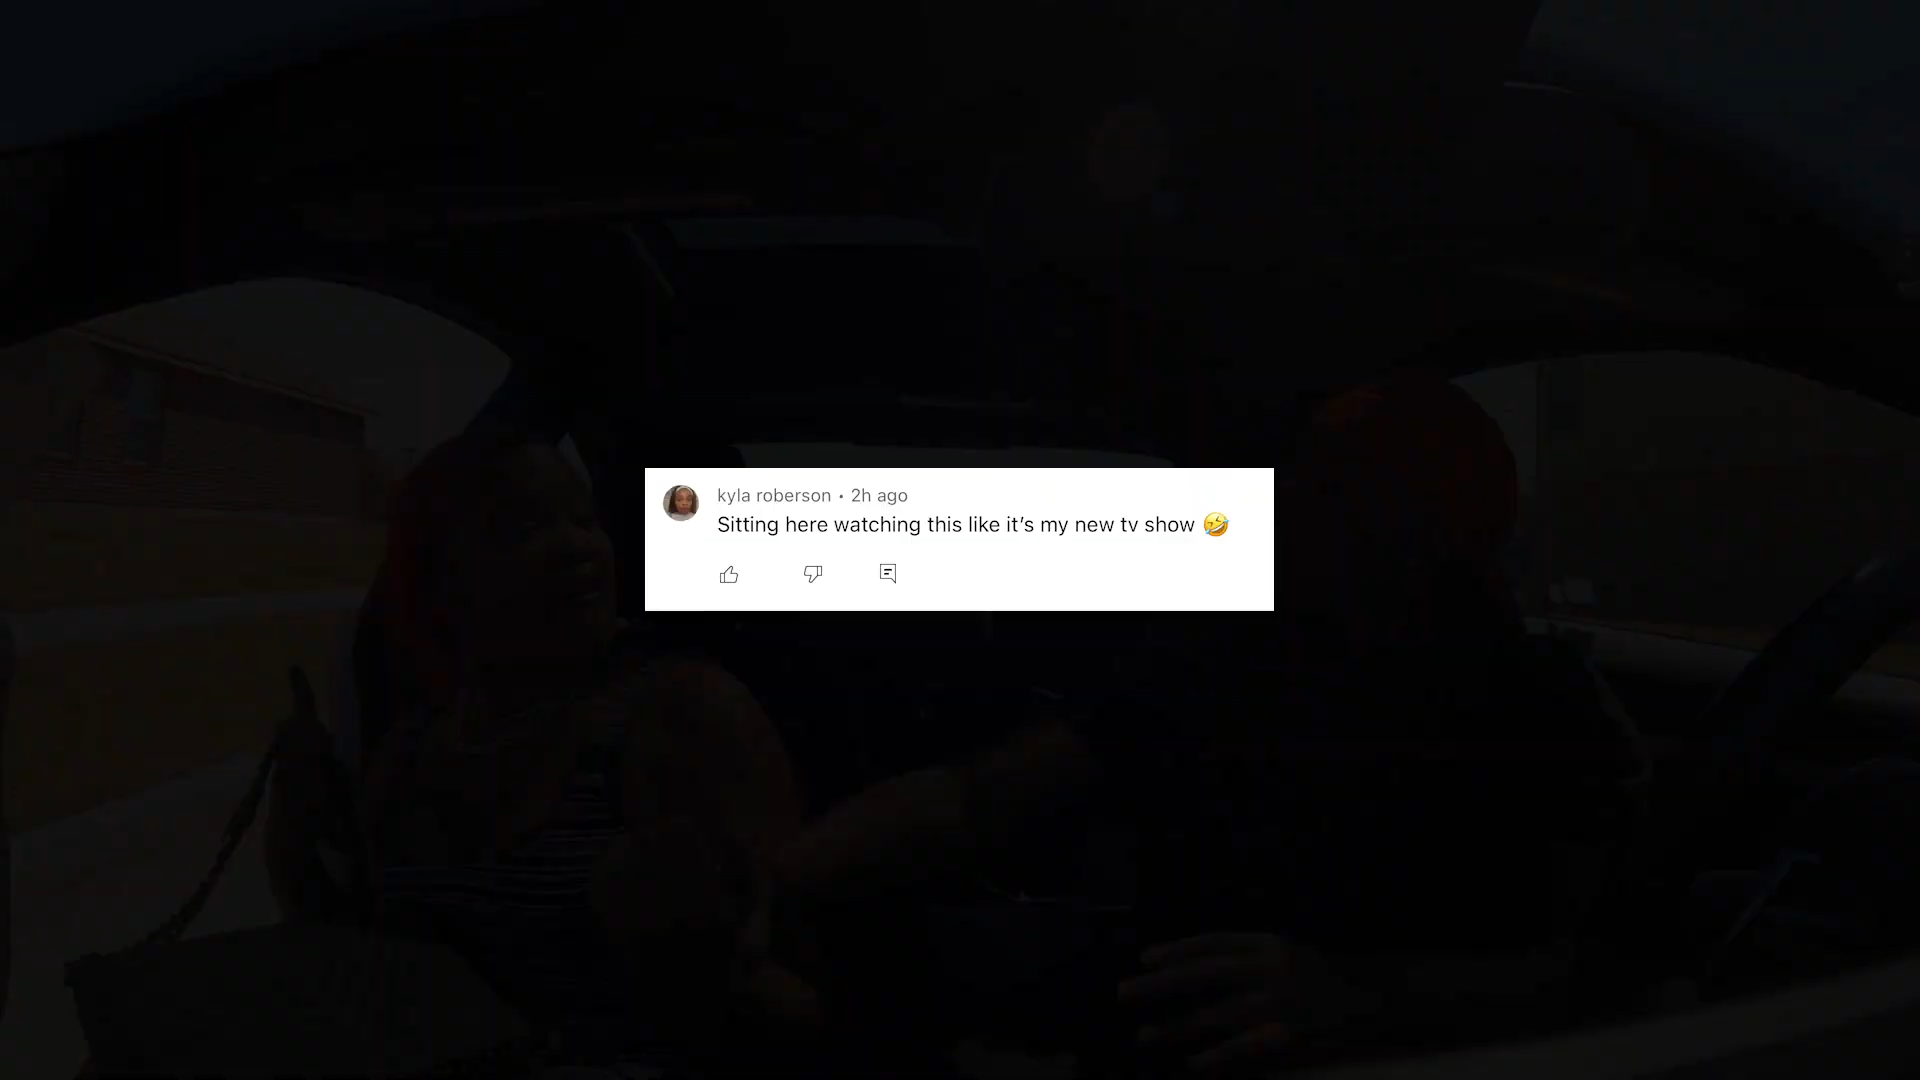 kyla roberson • 2h ago
Sitting here watching this like it’s my new tv show 🤣